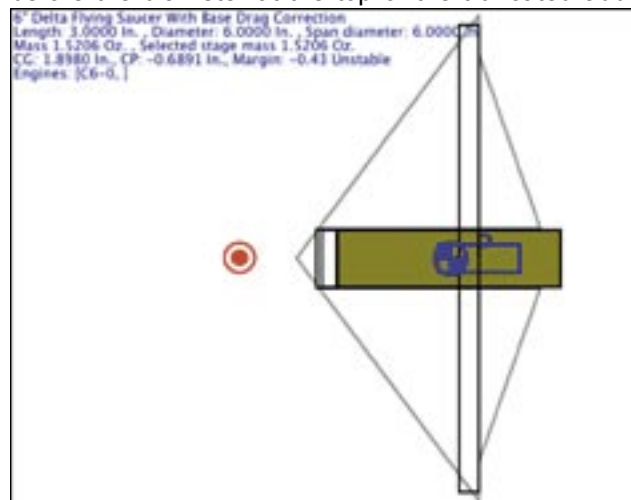 6" Delta Flying Saucer With Base Drag Correction
Length: 3.0000 In. , Diameter: 6.0000 In. , Span diameter: 6.0000 In.
Mass 1.5206 Oz. , Selected stage mass 1.5206 Oz.
CG: 1.8980 In., CP: -0.6891 In., Margin: -0.43 Unstable
Engines: [C6-0, ]